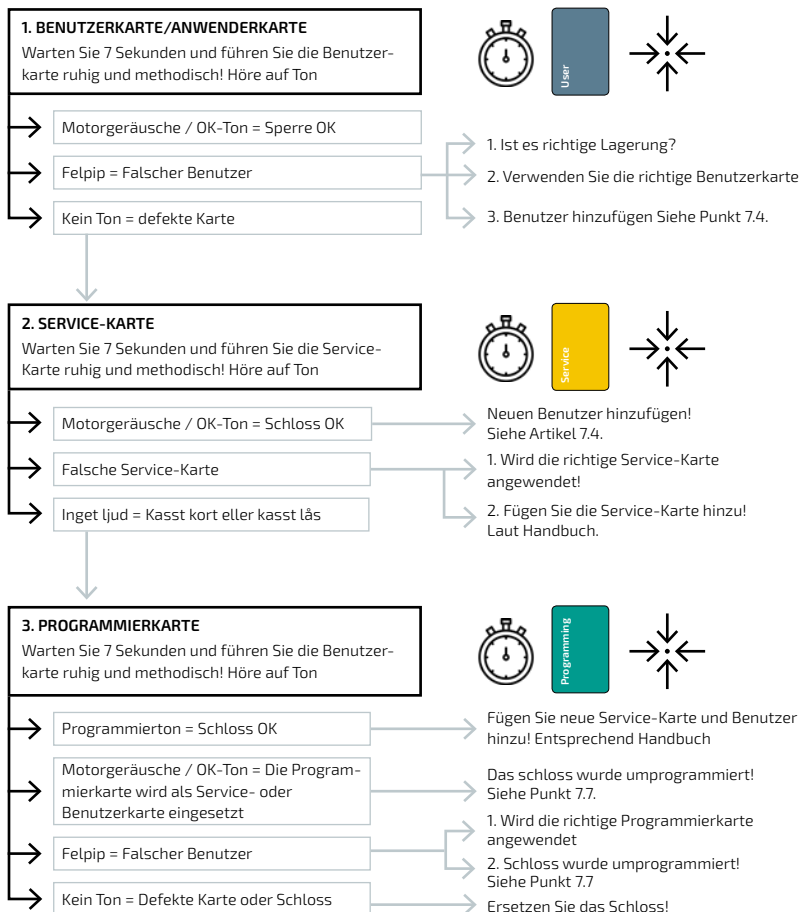 1. BENUTZERKARTE/ANWENDERKARTE
Warten Sie 7 Sekunden und führen Sie die Benutzer-
karte ruhig und methodisch! Höre auf Ton
User
Motorgeräusche / OK-Ton = Sperre OK
Felpip = Falscher Benutzer
Kein Ton = defekte Karte
1. Ist es richtige Lagerung?
2. Verwenden Sie die richtige Benutzerkarte
3. Benutzer hinzufügen Siehe Punkt 7.4.
2. SERVICE-KARTE
Warten Sie 7 Sekunden und führen Sie die Service-
Karte ruhig und methodisch! Höre auf Ton
Service
Motorgeräusche / OK-Ton = Schloss OK
Neuen Benutzer hinzufügen!
Siehe Artikel 7.4.
Falsche Service-Karte
1. Wird die richtige Service-Karte
angewendet!
2. Fügen Sie die Service-Karte hinzu!
Laut Handbuch.
Inget ljud = Kasst kort eller kasst lås
3. PROGRAMMIERKARTE
Warten Sie 7 Sekunden und führen Sie die Benutzer-
karte ruhig und methodisch! Höre auf Ton
Programming
Programmierton = Schloss OK
Fügen Sie neue Service-Karte und Benutzer
hinzu! Entsprechend Handbuch
Motorgeräusche / OK-Ton = Die Program-
mierkarte wird als Service- oder
Benutzerkarte eingesetzt
Das schloss wurde umprogrammiert!
Siehe Punkt 7.7.
Felpip = Falscher Benutzer
1. Wird die richtige Programmierkarte
angewendet
2. Schloss wurde umprogrammiert!
Siehe Punkt 7.7
Kein Ton = Defekte Karte oder Schloss
Ersetzen Sie das Schloss!